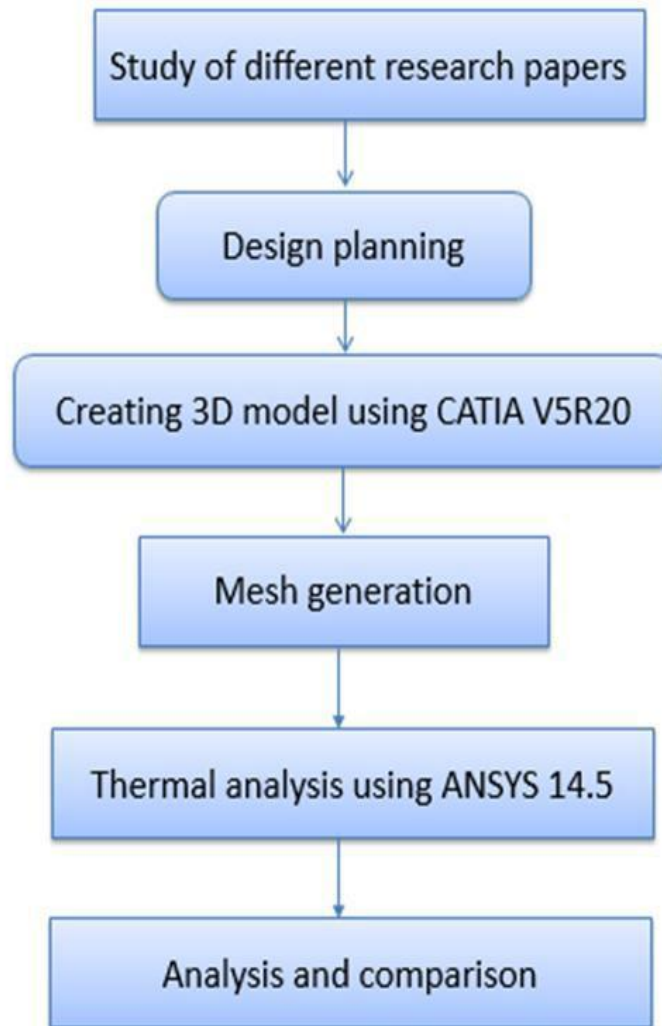 Study of different research papers
Design planning
Creating 3D model using CATIA V5R20
Mesh generation
Thermal analysis using ANSYS 14.5
Analysis and comparison